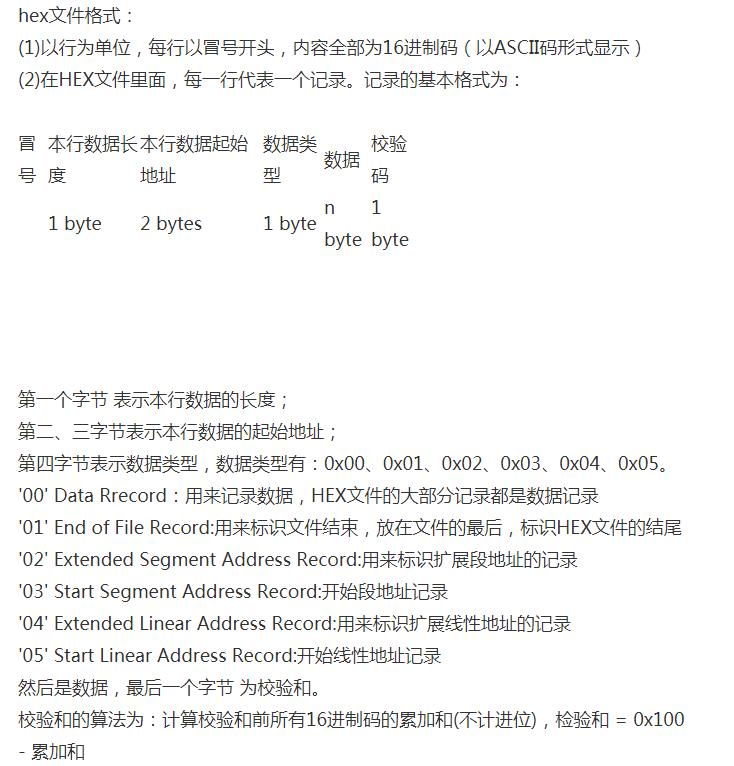 hex文件格式：
(1)以行为单位，每行以冒号开头，内容全部为16进制码（以ASCII码形式显示）
(2)在HEX文件里面，每一行代表一个记录。记录的基本格式为：
冒号 本行数据长度 本行数据起始地址 数据类型 数据 校验码
1 byte 2 bytes 1 byte n byte 1 byte
第一个字节 表示本行数据的长度；
第二、三字节表示本行数据的起始地址；
第四字节表示数据类型，数据类型有：0x00、0x01、0x02、0x03、0x04、0x05。
'00' Data Rrecord：用来记录数据，HEX文件的大部分记录都是数据记录
'01' End of File Record:用来标识文件结束，放在文件的最后，标识HEX文件的结尾
'02' Extended Segment Address Record:用来标识扩展段地址的记录
'03' Start Segment Address Record:开始段地址记录
'04' Extended Linear Address Record:用来标识扩展线性地址的记录
'05' Start Linear Address Record:开始线性地址记录
然后是数据，最后一个字节 为校验和。
校验和的算法为：计算校验和前所有16进制码的累加和(不计进位)，检验和 = 0x100
- 累加和